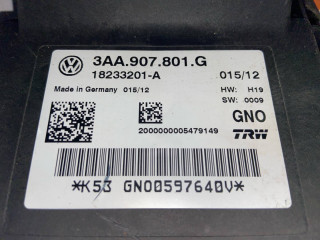 3AA.907.801.G
18233201-A 015/12
Made in Germany 015/12 HW: H19
SW: 0009
GNO
2000000005479149 TRW
*K53 GNO0597640V*